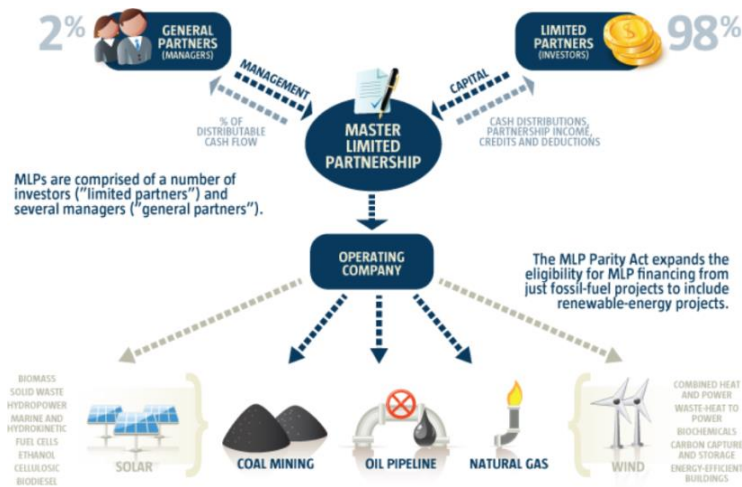 2%
GENERAL
PARTNERS
(MANAGERS)
LIMITED
PARTNERS
(INVESTORS)
98%
MANAGEMENT
CAPITAL
% OF
DISTRIBUTABLE
CASH FLOW
MASTER
LIMITED
PARTNERSHIP
CASH DISTRIBUTIONS,
PARTNERSHIP INCOME,
CREDITS AND DEDUCTIONS
MLPs are comprised of a number of
investors ("limited partners") and
several managers ("general partners").
OPERATING
COMPANY
The MLP Parity Act expands the
eligibility for MLP financing from
just fossil-fuel projects to include
renewable-energy projects.
BIOMASS
SOLID WASTE
HYDROPOWER
MARINE AND
HYDROKINETIC
FUEL CELLS
ETHANOL
CELLULOSIC
BIODIESEL
SOLAR
COAL MINING
OIL PIPELINE
NATURAL GAS
WIND
COMBINED HEAT
AND POWER
WASTE-HEAT TO
POWER
BIOCHEMICALS
CARBON CAPTURE
AND STORAGE
ENERGY-EFFICIENT
BUILDINGS